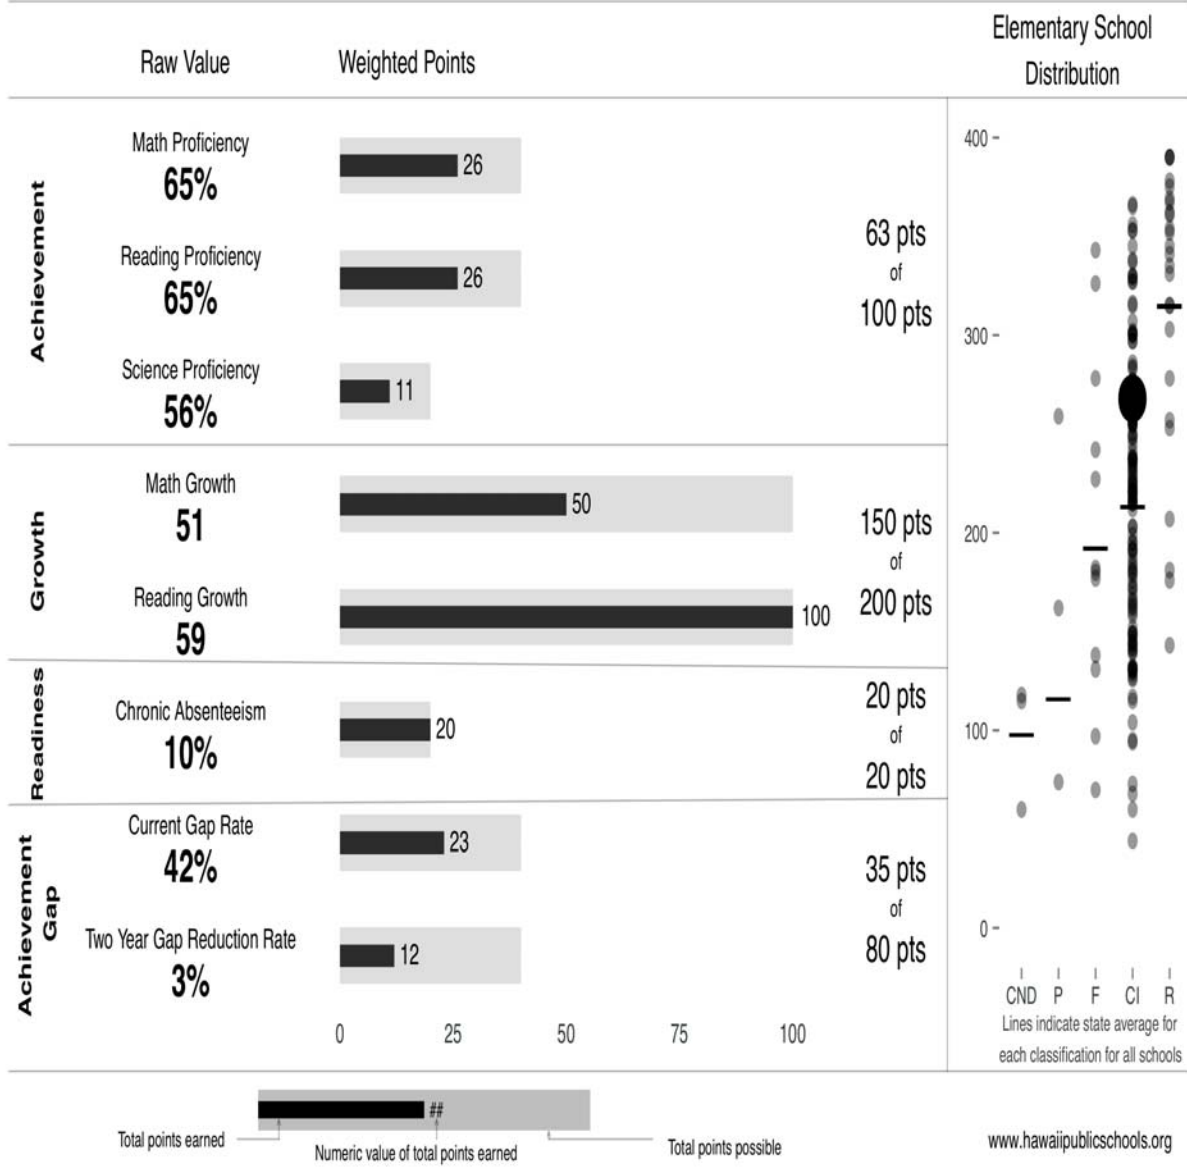 Raw Value
Weighted Points
Elementary School
Distribution
Achievement
Math Proficiency
65%
26
Reading Proficiency
65%
26
Science Proficiency
56%
11
63 pts
of
100 pts
Growth
Math Growth
51
50
Reading Growth
59
100
150 pts
of
200 pts
Readiness
Chronic Absenteeism
10%
20
20 pts
of
20 pts
Achievement
Gap
Current Gap Rate
42%
23
Two Year Gap Reduction Rate
3%
12
35 pts
of
80 pts
0 25 50 75 100
400
300
200
100
0
CND P F CI R
Lines indicate state average for
each classification for all schools
##
Total points earned
Numeric value of total points earned
Total points possible
www.hawaiipublicschools.org